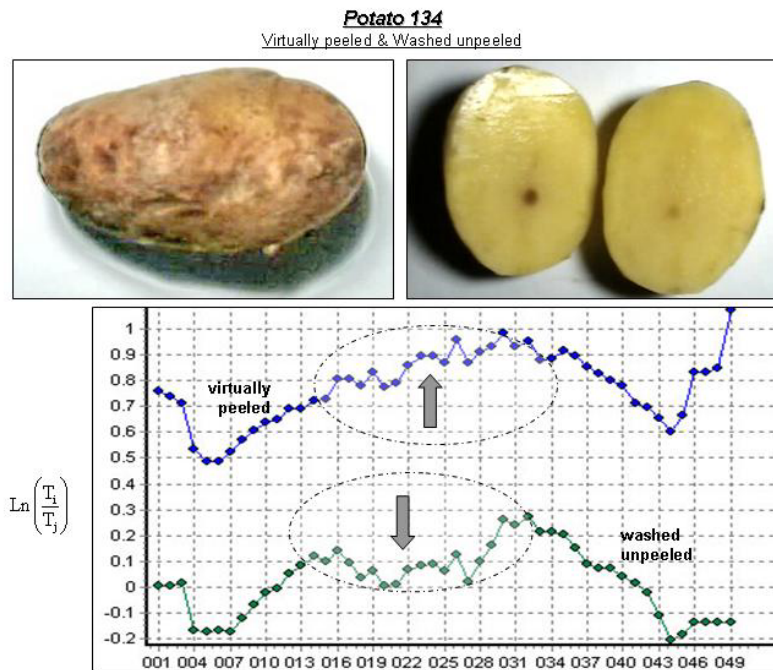 Potato 134
Virtually peeled & Washed unpeeled
1
0.9
0.8
0.7
0.6
0.5
0.4
0.3
0.2
0.1
0
-0.1
-0.2
virtually
peeled
washed
unpeeled
Ln(Ti/Tj)
001 004 007 010 013 016 019 022 025 028 031 034 037 040 043 046 043